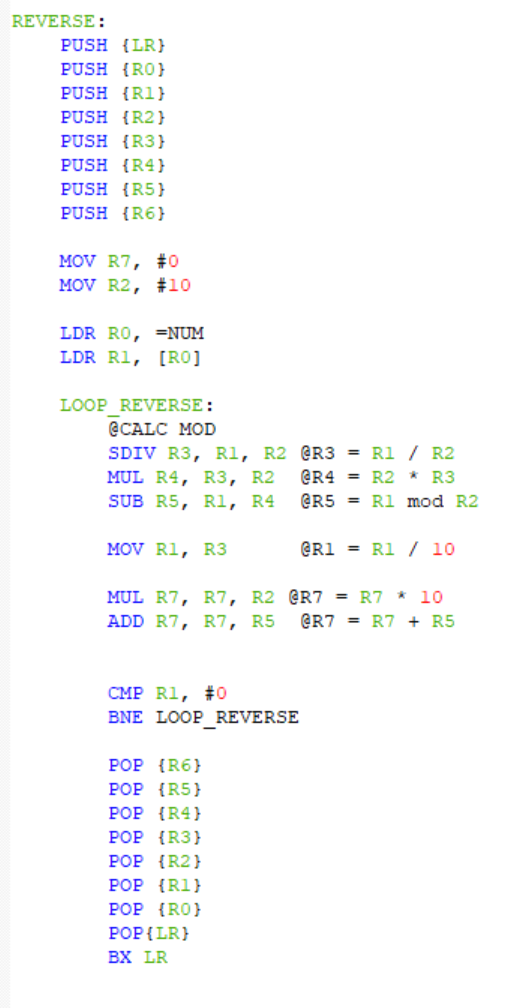 REVERSE:
PUSH {LR}
PUSH {R0}
PUSH {R1}
PUSH {R2}
PUSH {R3}
PUSH {R4}
PUSH {R5}
PUSH {R6}
MOV R7, #0
MOV R2, #10
LDR R0, =NUM
LDR R1, [R0]
LOOP_REVERSE:
@CALC MOD
SDIV R3, R1, R2 @R3 = R1 / R2
MUL R4, R3, R2  @R4 = R2 * R3
SUB R5, R1, R4  @R5 = R1 mod R2
MOV R1, R3      @R1 = R1 / 10
MUL R7, R7, R2 @R7 = R7 * 10
ADD R7, R7, R5  @R7 = R7 + R5
CMP R1, #0
BNE LOOP_REVERSE
POP {R6}
POP {R5}
POP {R4}
POP {R3}
POP {R2}
POP {R1}
POP {R0}
POP{LR}
BX LR